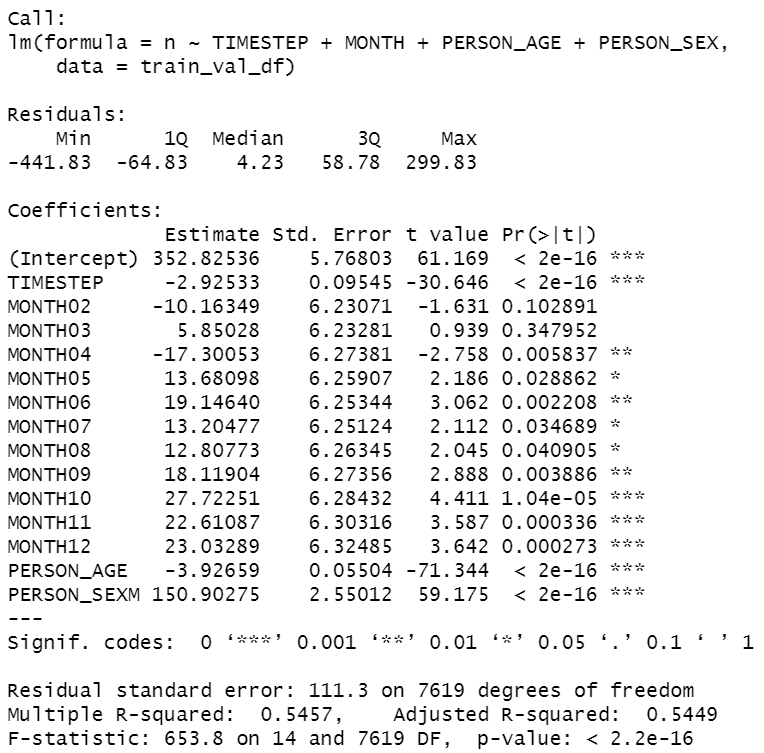 Call:
lm(formula = n ~ TIMESTEP + MONTH + PERSON_AGE + PERSON_SEX,
    data = train_val_df)

Residuals:
    Min      1Q  Median      3Q     Max
-441.83  -64.83    4.23   58.78  299.83

Coefficients:
             Estimate Std. Error t value Pr(>|t|)
(Intercept) 352.82536    5.76803  61.169  < 2e-16 ***
TIMESTEP     -2.92533    0.09545 -30.646  < 2e-16 ***
MONTH02     -10.16349    6.23071  -1.631 0.102891
MONTH03       5.85028    6.23281   0.939 0.347952
MONTH04     -17.30053    6.27381  -2.758 0.005837 **
MONTH05      13.68098    6.25907   2.186 0.028862 *
MONTH06      19.14640    6.25344   3.062 0.002208 **
MONTH07      13.20477    6.25124   2.112 0.034689 *
MONTH08      12.80773    6.26345   2.045 0.040905 *
MONTH09      18.11904    6.27356   2.888 0.003886 **
MONTH10      27.72251    6.28432   4.411 1.04e-05 ***
MONTH11      22.61087    6.30316   3.587 0.000336 ***
MONTH12      23.03289    6.32485   3.642 0.000273 ***
PERSON_AGE   -3.92659    0.05504 -71.344  < 2e-16 ***
PERSON_SEXM 150.90275    2.55012  59.175  < 2e-16 ***
---
Signif. codes:  0 ‘***’ 0.001 ‘**’ 0.01 ‘*’ 0.05 ‘.’ 0.1 ‘ ’ 1

Residual standard error: 111.3 on 7619 degrees of freedom
Multiple R-squared:  0.5457,    Adjusted R-squared:  0.5449
F-statistic: 653.8 on 14 and 7619 DF,  p-value: < 2.2e-16